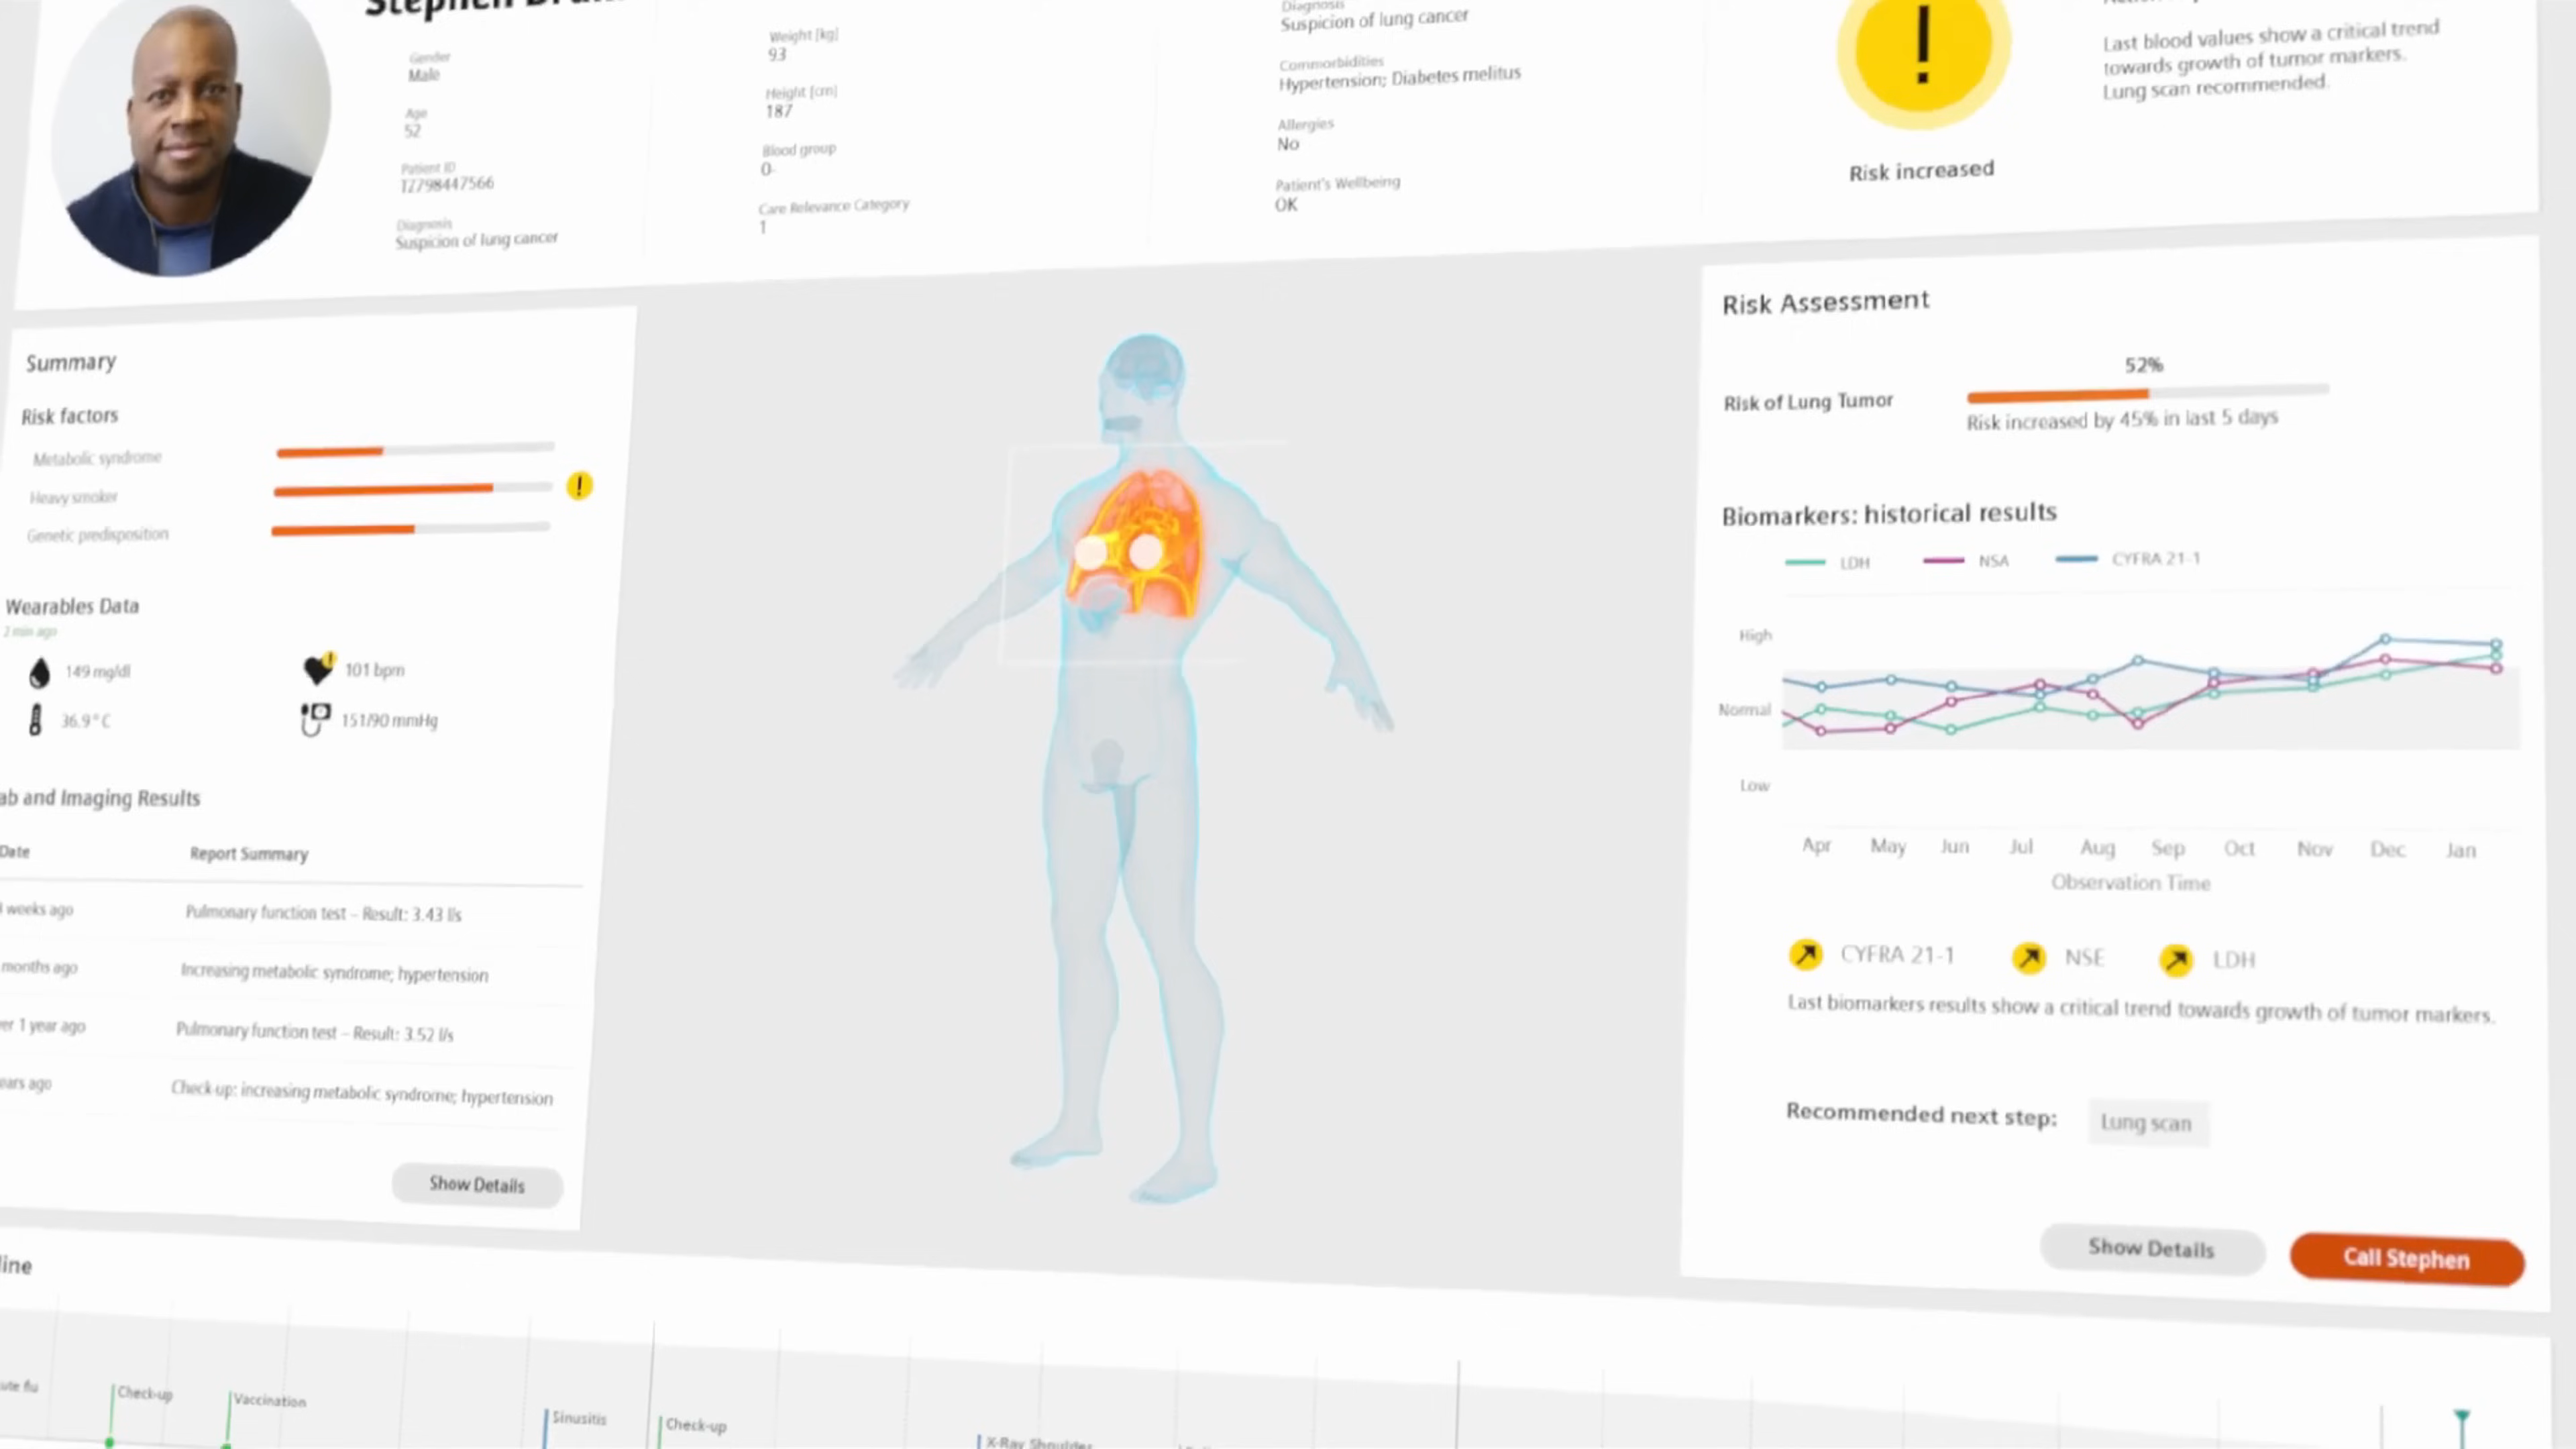 Stephen
Gender
Male
Age
52
Patient ID
Diagnosis
Suspicion of lung cancer
Weight [kg]
93
Height [cm]
187
Blood group
0-
Care Relevance Category
1
Diagnosis
Suspicion of lung cancer
Commorbidities
Hypertension; Diabetes melitus
Allergies
No
Patient's Wellbeing
OK
!
Risk increased
Last blood values show a critical trend
towards growth of tumor markers.
Lung scan recommended.
Summary
Risk factors
Metabolic syndrome
Heavy smoker
!
Genetic predisposition
Wearables Data
2 min ago
149 mg/dl
101 bpm
36.9° C
151/90 mmHg
ab and Imaging Results
Date
Report Summary
weeks ago
Pulmonary function test – Result: 3.43 l/s
months ago
Increasing metabolic syndrome; hypertension
er 1 year ago
Pulmonary function test – Result: 3.52 l/s
ears ago
Check-up: increasing metabolic syndrome; hypertension
Show Details
Risk Assessment
52%
Risk of Lung Tumor
Risk increased by 45% in last 5 days
Biomarkers: historical results
LDH NSA CYFRA 21-1
High
Normal
Low
Apr May Jun Jul Aug Sep Oct Nov Dec Jan
Observation Time
CYFRA 21-1 NSE LDH
Last biomarkers results show a critical trend towards growth of tumor markers.
Recommended next step: Lung scan
Show Details
Call Stephen
line
ute flu
Check-up
Vaccination
Sinusitis
Check-up
X-Ray Shoulder